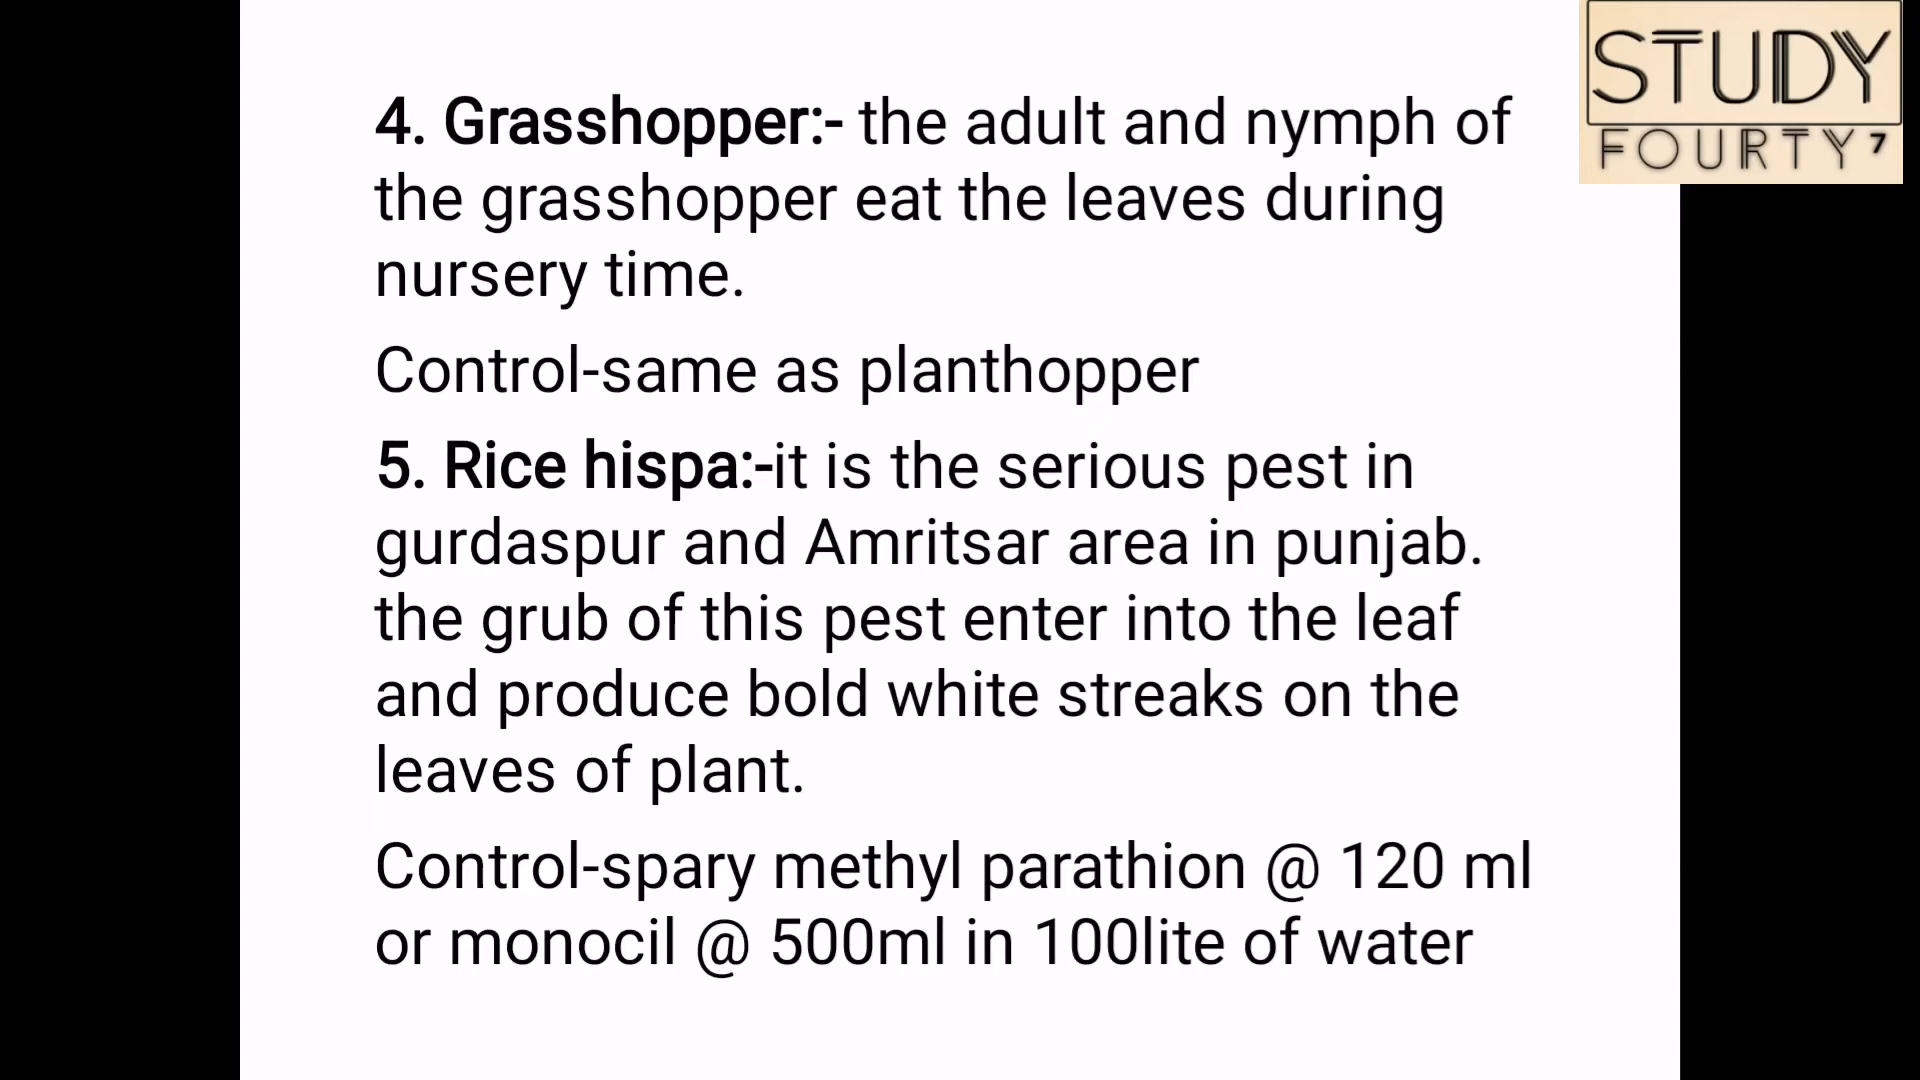 STUDY
FOURTY 7
4. Grasshopper:- the adult and nymph of
the grasshopper eat the leaves during
nursery time.
Control-same as planthopper
5. Rice hispa:-it is the serious pest in
gurdaspur and Amritsar area in punjab.
the grub of this pest enter into the leaf
and produce bold white streaks on the
leaves of plant.
Control-spary methyl parathion @ 120 ml
or monocil @ 500ml in 100lite of water